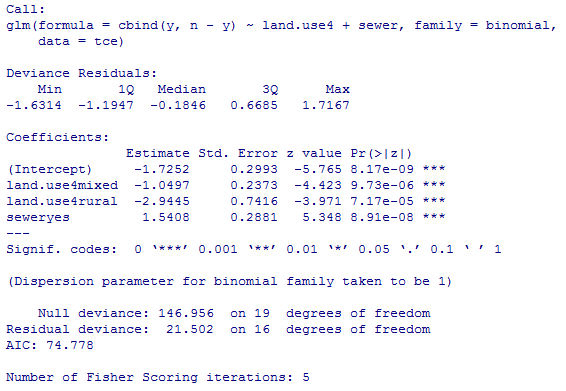 Call:
glm(formula = cbind(y, n - y) ~ land.use4 + sewer, family = binomial,
    data = tce)

Deviance Residuals:
    Min       1Q   Median       3Q      Max
-1.6314  -1.1947  -0.1846   0.6685   1.7167

Coefficients:
               Estimate Std. Error z value Pr(>|z|)
(Intercept)     -1.7252     0.2993  -5.765 8.17e-09 ***
land.use4mixed  -1.0497     0.2373  -4.423 9.73e-06 ***
land.use4rural  -2.9445     0.7416  -3.971 7.17e-05 ***
seweryes         1.5408     0.2881   5.348 8.91e-08 ***
---
Signif. codes:  0 ‘***’ 0.001 ‘**’ 0.01 ‘*’ 0.05 ‘.’ 0.1 ‘ ’ 1

(Dispersion parameter for binomial family taken to be 1)

    Null deviance: 146.956  on 19  degrees of freedom
Residual deviance:  21.502  on 16  degrees of freedom
AIC: 74.778

Number of Fisher Scoring iterations: 5